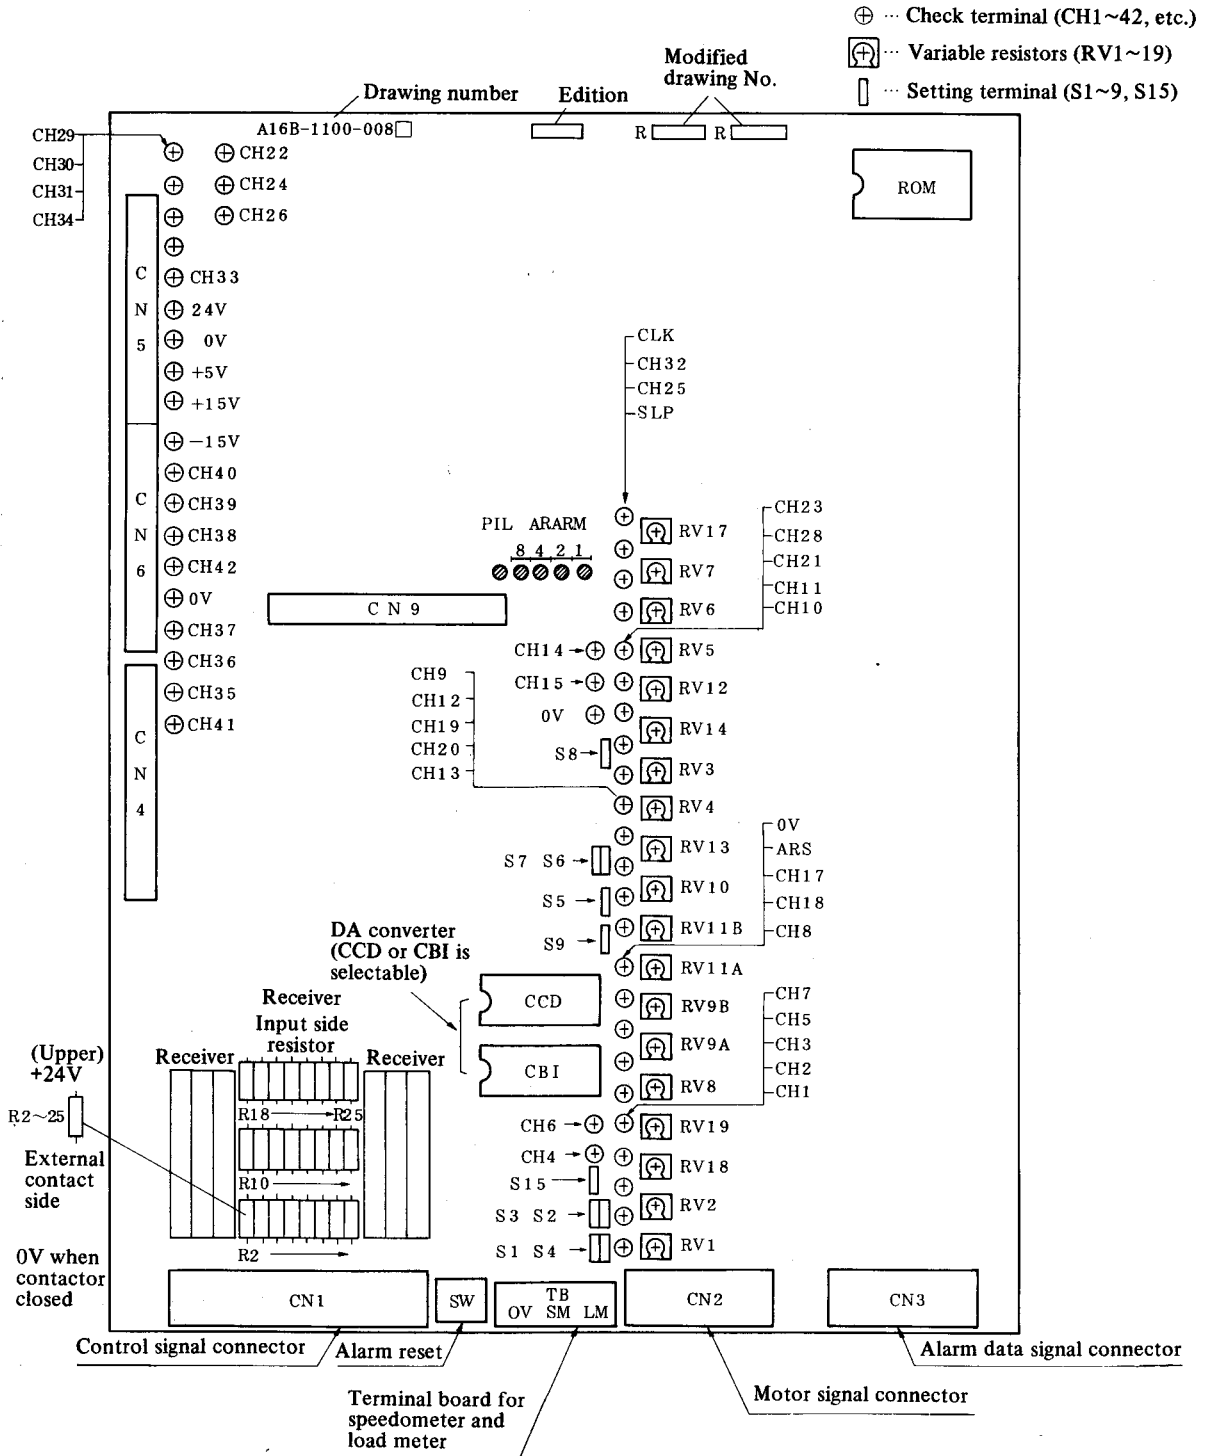 ⊕ ··· Check terminal (CH1~42, etc.)
··· Variable resistors (RV1~19)
··· Setting terminal (S1~9, S15)
Modified
drawing No.
Drawing number
Edition
A16B-1100-008□
R
R
CH29
CH30
CH31
CH34
CH22
CH24
CH26
ROM
CN5
CH33
24V
0V
+5V
+15V
CN6
-15V
CH40
CH39
CH38
CH42
0V
CH37
CH36
CH35
CH41
CN4
CLK
CH32
CH25
SLP
PIL ARARM
8 4 2 1
CN9
CH23
CH28
CH21
CH11
CH10
RV17
RV7
RV6
CH14
RV5
CH15
RV12
0V
RV14
S8
RV3
CH9
CH12
CH19
CH20
CH13
RV4
RV13
S7 S6
RV10
S5
RV11B
S9
RV11A
0V
ARS
CH17
CH18
CH8
DA converter
(CCD or CBI is
selectable)
CCD
CBI
RV9B
RV9A
RV8
CH7
CH5
CH3
CH2
CH1
Receiver
Input side
resistor
Receiver
Receiver
(Upper)
+24V
R2~25
External
contact
side
0V when
contactor
closed
R18
R25
R10
R2
CH6
RV19
CH4
RV18
S15
S3 S2
RV2
S1 S4
RV1
CN1
SW
TB
OV SM LM
CN2
CN3
Control signal connector
Alarm reset
Alarm data signal connector
Terminal board for
speedometer and
load meter
Motor signal connector